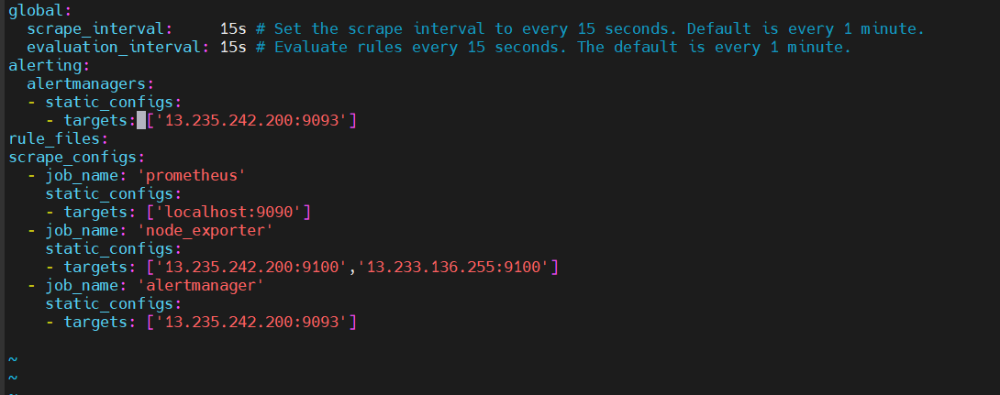 global:
  scrape_interval:     15s # Set the scrape interval to every 15 seconds. Default is every 1 minute.
  evaluation_interval: 15s # Evaluate rules every 15 seconds. The default is every 1 minute.
alerting:
  alertmanagers:
  - static_configs:
    - targets: ['13.235.242.200:9093']
rule_files:
scrape_configs:
  - job_name: 'prometheus'
    static_configs:
    - targets: ['localhost:9090']
  - job_name: 'node_exporter'
    static_configs:
    - targets: ['13.235.242.200:9100','13.233.136.255:9100']
  - job_name: 'alertmanager'
    static_configs:
    - targets: ['13.235.242.200:9093']
~
~
~